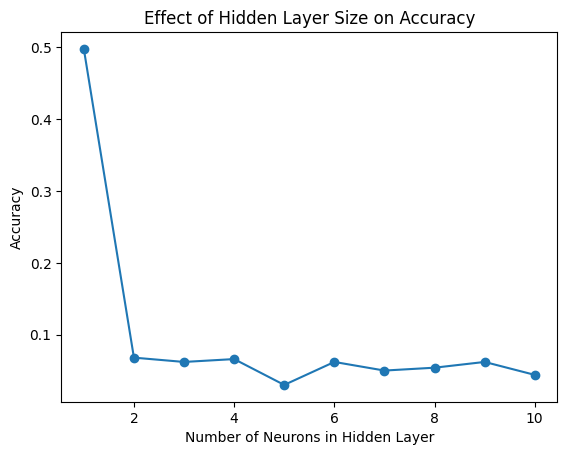 Effect of Hidden Layer Size on Accuracy
0.5
0.4
0.3
0.2
0.1
Accuracy
2 4 6 8 10
Number of Neurons in Hidden Layer